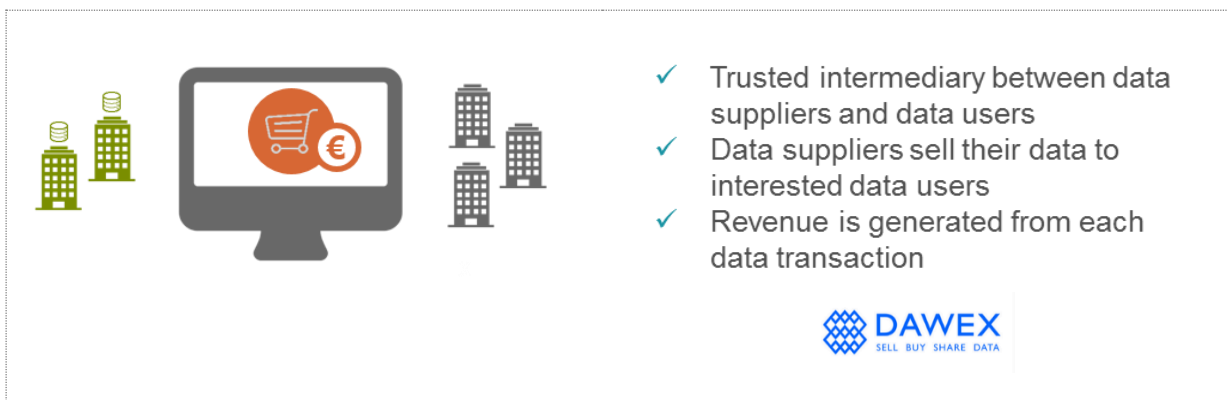 €
✓ Trusted intermediary between data
suppliers and data users
✓ Data suppliers sell their data to
interested data users
✓ Revenue is generated from each
data transaction
DAWEX
SELL BUY SHARE DATA